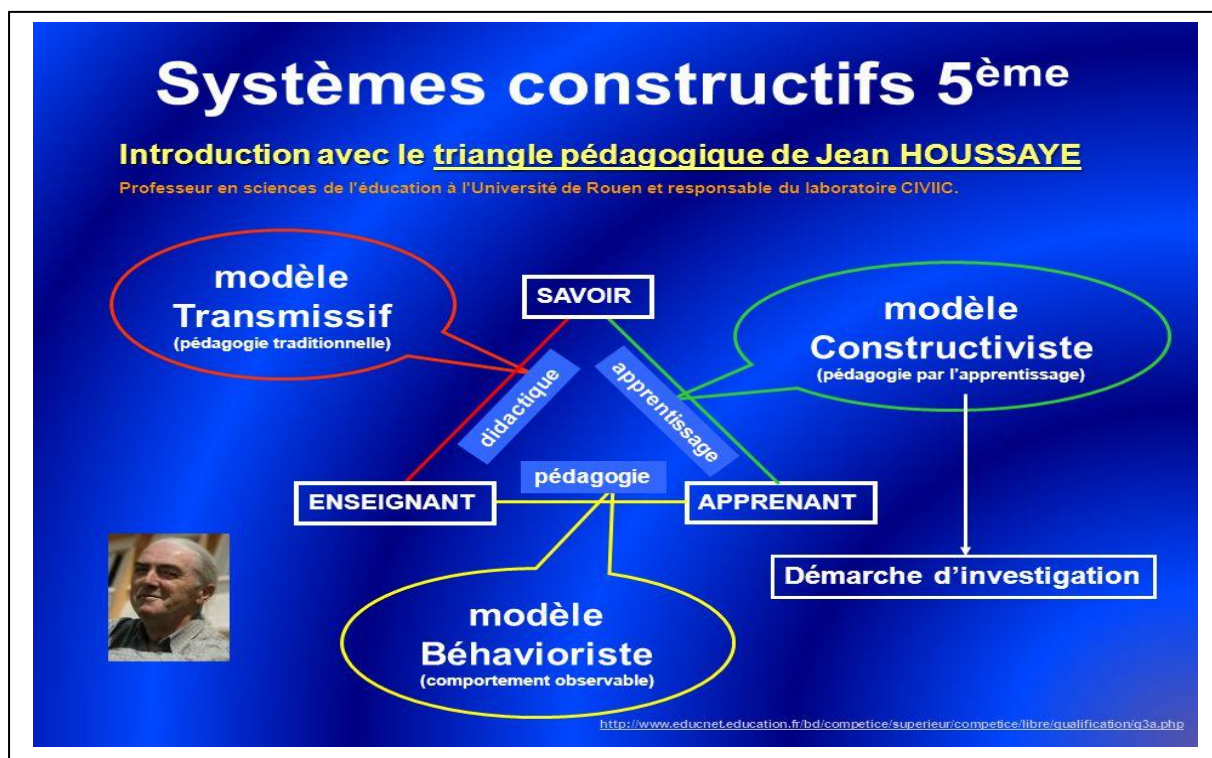 Systèmes constructifs 5ème
Introduction avec le triangle pédagogique de Jean HOUSSAYE
Professeur en sciences de l'éducation à l'Université de Rouen et responsable du laboratoire CIVIIC.
modèle
Transmissif
(pédagogie traditionnelle)
SAVOIR
modèle
Constructiviste
(pédagogie par l'apprentissage)
didactique
apprentissage
pédagogie
ENSEIGNANT
APPRENANT
Démarche d'investigation
modèle
Béhavioriste
(comportement observable)
http://www.educnet.education.fr/bd/competice/superieur/competice/libre/qualification/q3a.php